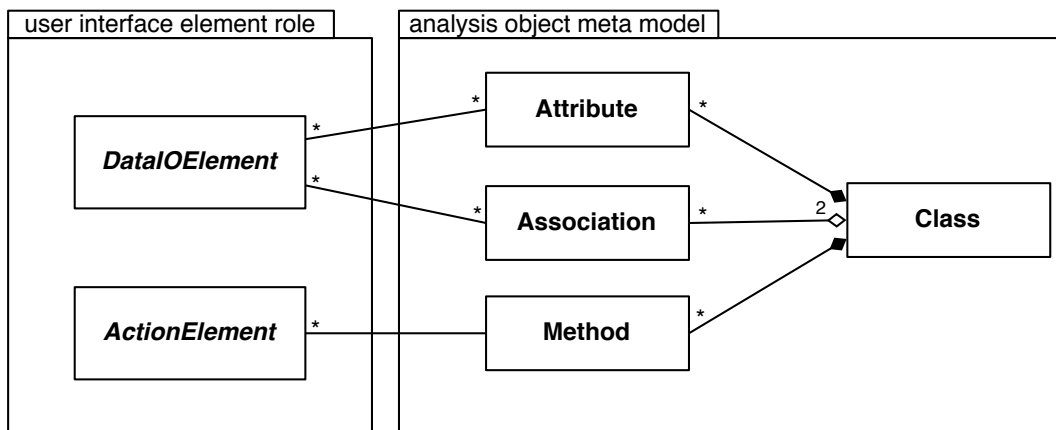 user interface element role
analysis object meta model
DataIOElement
*
*
ActionElement
*
*
Attribute
*
*
Association
*
2
Method
*
Class